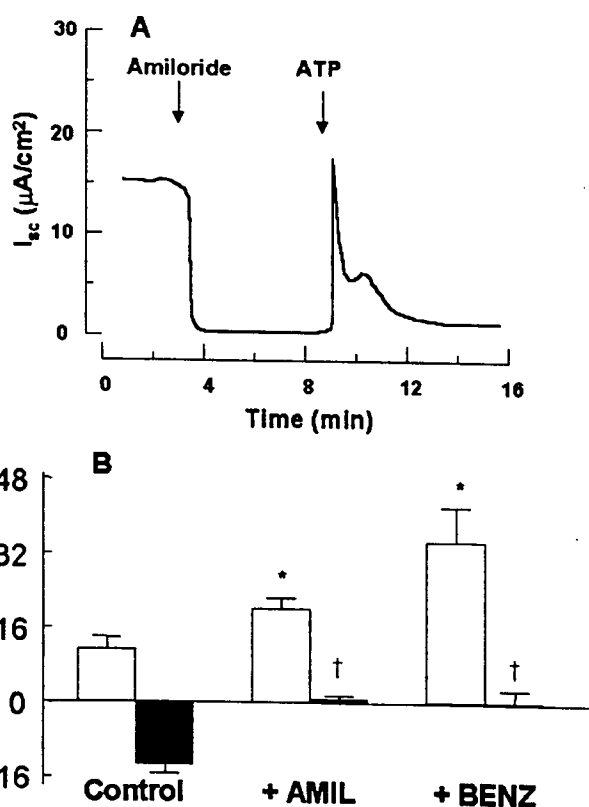 A
30
Amiloride
ATP
20
Isc (μA/cm²)
10
0
0 4 8 12 16
Time (min)
B
48
32
*
*
16
†
†
0
16
Control + AMIL + BENZ